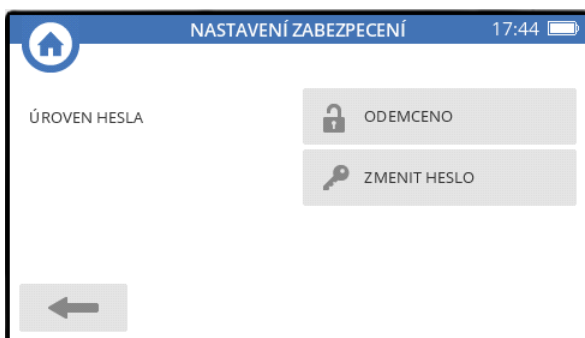 NASTAVENÍ ZABEZPECENÍ 17:44
ÚROVEN HESLA
ODEMCENO
ZMENIT HESLO